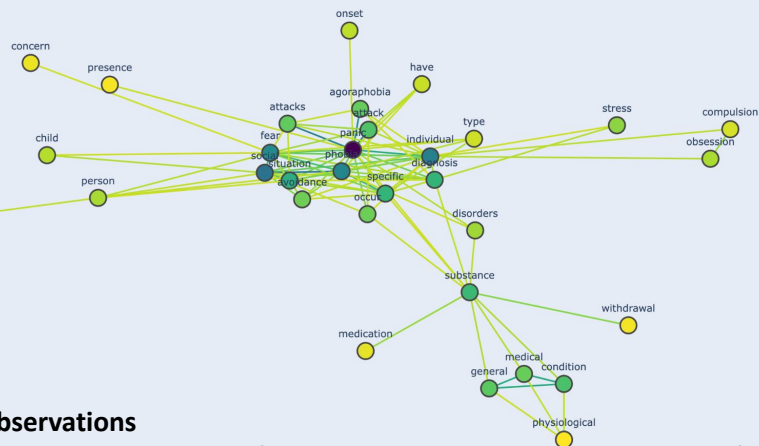 onset
concern
have
presence
agoraphobia
attacks
attack
type
stress
compulsion
child
fear
panic
individual
obsession
social
situation
phobia
diagnosis
person
avoidance
specific
occur
disorders
substance
withdrawal
medication
medical
general
condition
physiological
bservations